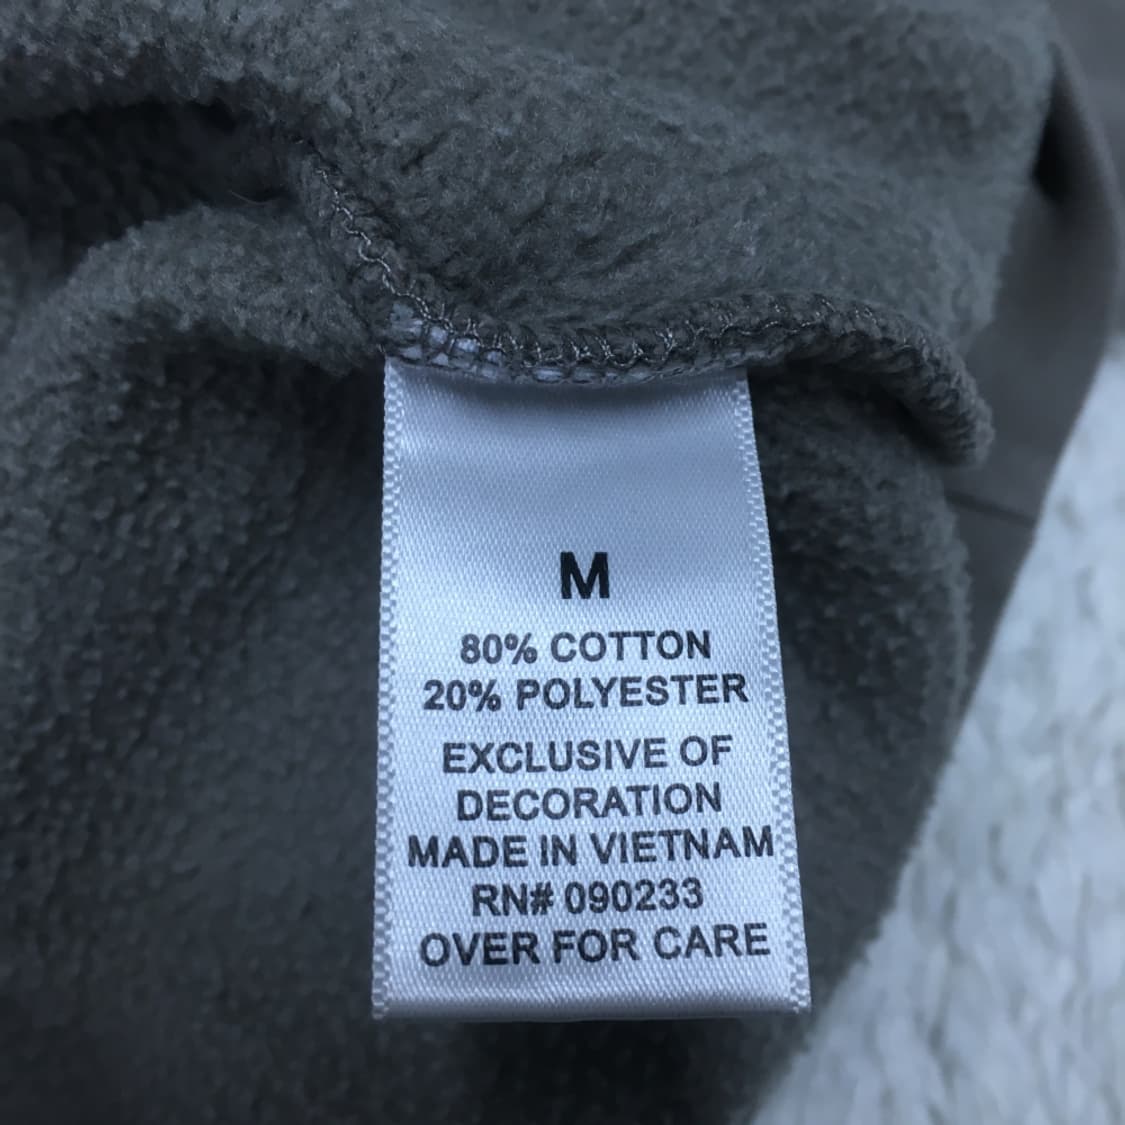 M
80% COTTON
20% POLYESTER
EXCLUSIVE OF
DECORATION
MADE IN VIETNAM
RN# 090233
OVER FOR CARE